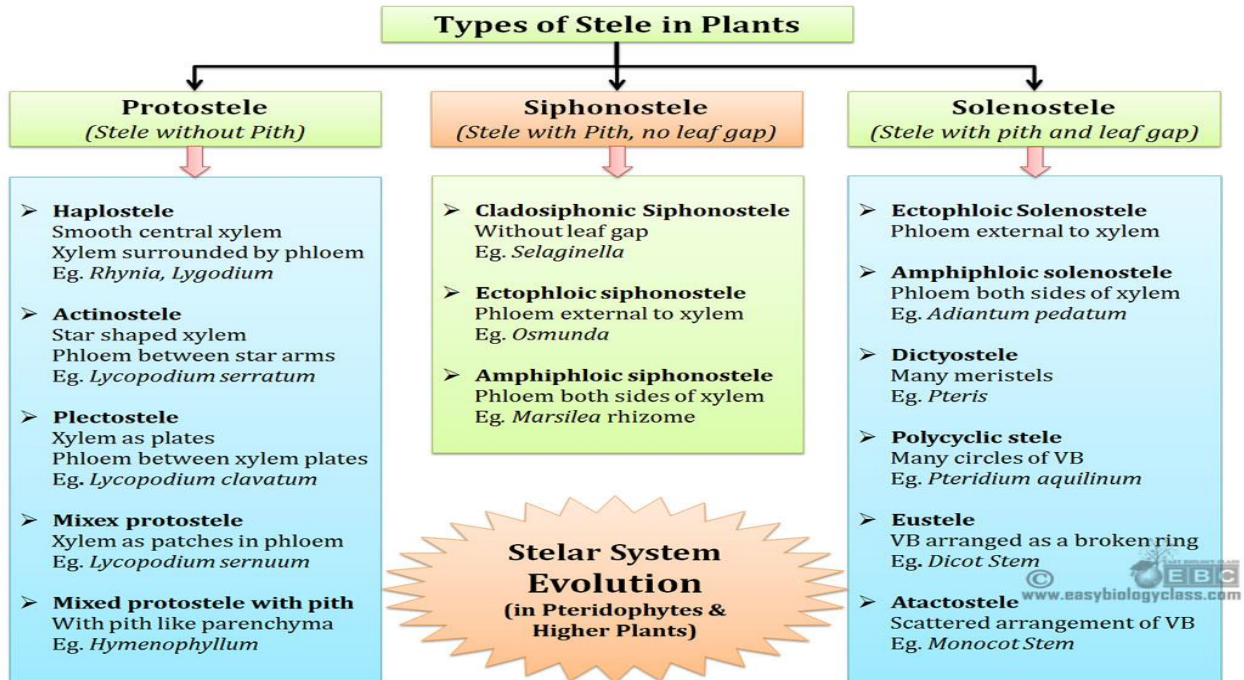 Types of Stele in Plants
Protostele
(Stele without Pith)
➢ Haplostele
Smooth central xylem
Xylem surrounded by phloem
Eg. Rhynia, Lygodium
➢ Actinostele
Star shaped xylem
Phloem between star arms
Eg. Lycopodium serratum
➢ Plectostele
Xylem as plates
Phloem between xylem plates
Eg. Lycopodium clavatum
➢ Mixex protostele
Xylem as patches in phloem
Eg. Lycopodium sernuum
➢ Mixed protostele with pith
With pith like parenchyma
Eg. Hymenophyllum
Siphonostele
(Stele with Pith, no leaf gap)
➢ Cladosiphonic Siphonostele
Without leaf gap
Eg. Selaginella
➢ Ectophloic siphonostele
Phloem external to xylem
Eg. Osmunda
➢ Amphiphloic siphonostele
Phloem both sides of xylem
Eg. Marsilea rhizome
Stelar System
Evolution
(in Pteridophytes &
Higher Plants)
Solenostele
(Stele with pith and leaf gap)
➢ Ectophloic Solenostele
Phloem external to xylem
➢ Amphiphloic solenostele
Phloem both sides of xylem
Eg. Adiantum pedatum
➢ Dictyostele
Many meristels
Eg. Pteris
➢ Polycyclic stele
Many circles of VB
Eg. Pteridium aquilinum
➢ Eustele
VB arranged as a broken ring
Eg. Dicot Stem
➢ Atactostele
Scattered arrangement of VB
Eg. Monocot Stem
©
EBC
www.easybiologyclass.com